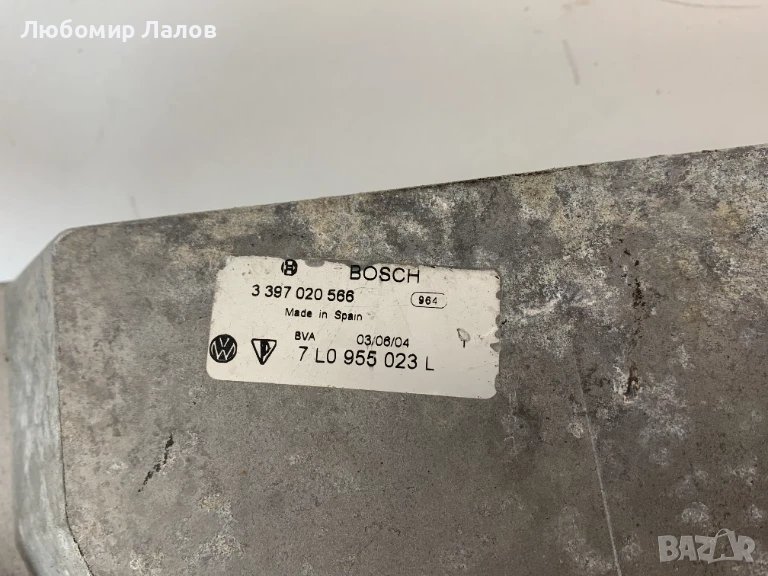 Любомир Лалов
BOSCH
3 397 020 566 964
Made in Spain
BVA 03/06/04 T
7 L0 955 023 L
BAZAR